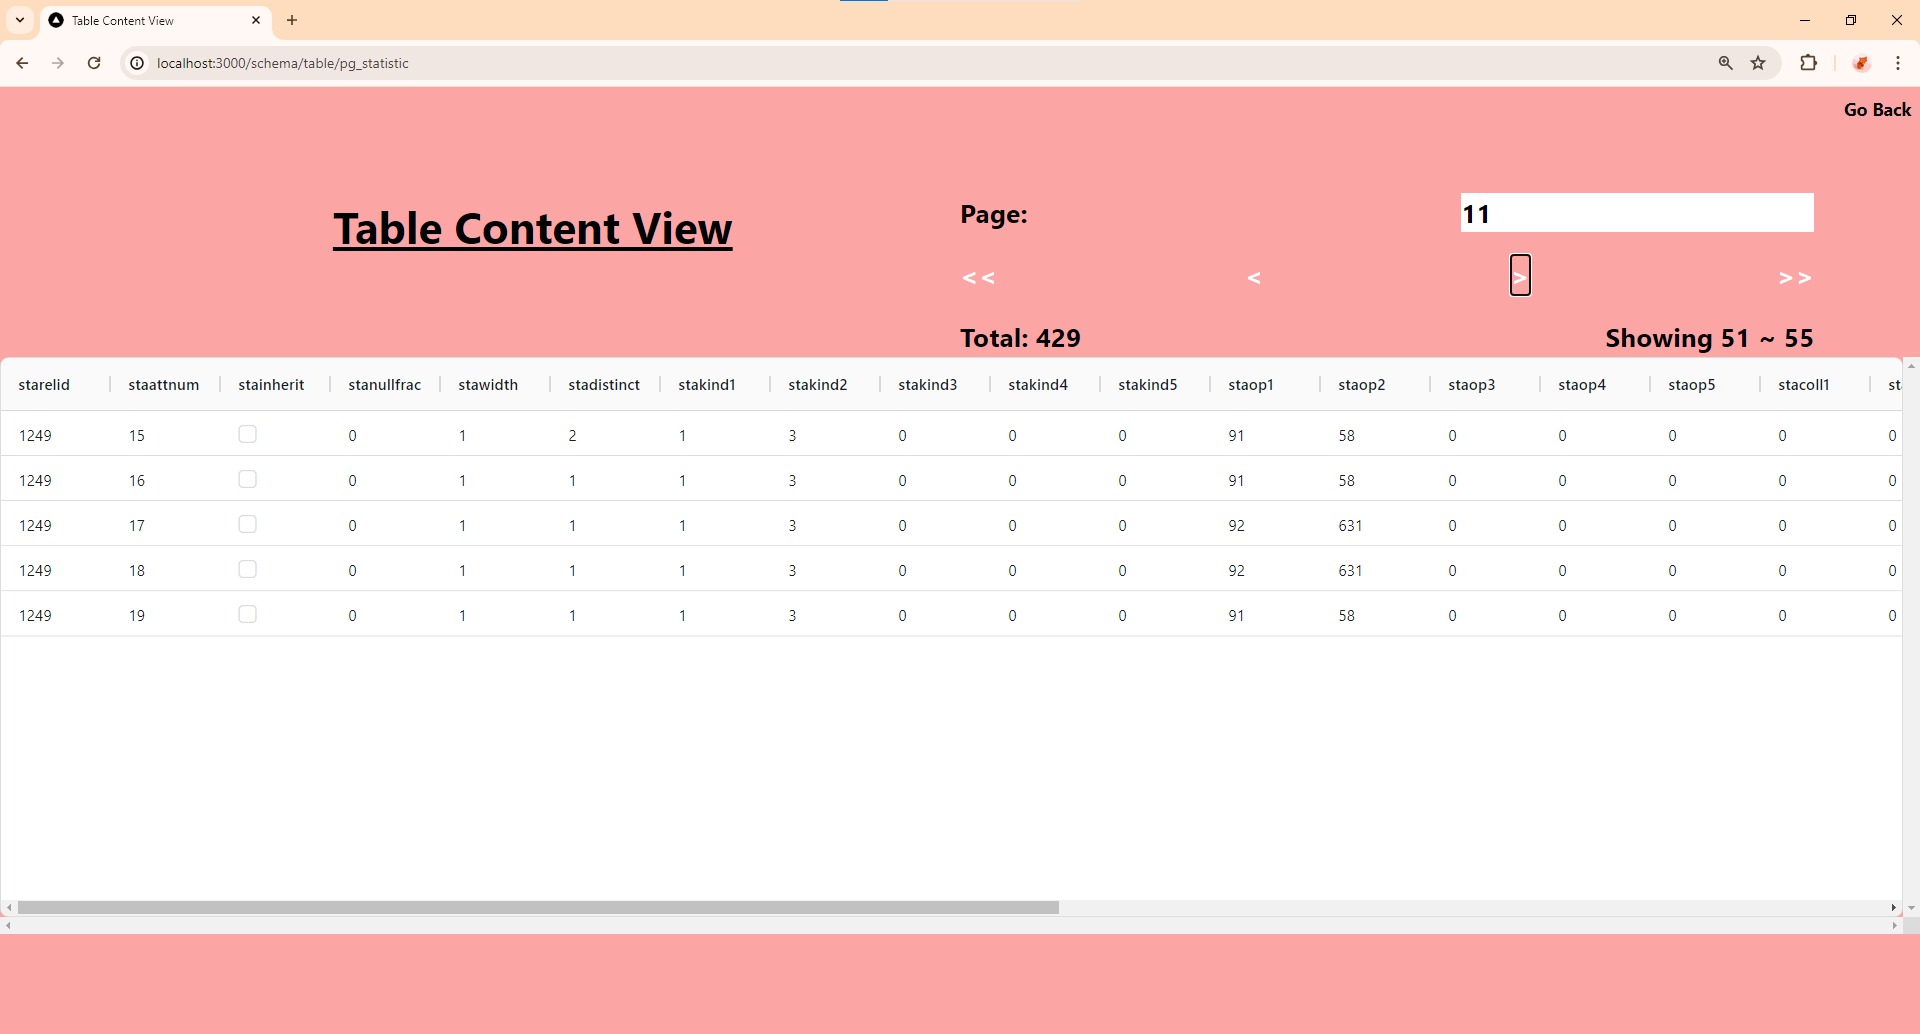 Table Content View
localhost:3000/schema/table/pg_statistic
Go Back
Table Content View
Page: 11
<< < > >>
Total: 429 Showing 51 ~ 55
starelid staattnum stainherit stanullfrac stawidth stadistinct stakind1 stakind2 stakind3 stakind4 stakind5 staop1 staop2 staop3 staop4 staop5 stacoll1
1249 15 0 1 2 1 3 0 0 0 91 58 0 0 0 0 0
1249 16 0 1 1 1 3 0 0 0 91 58 0 0 0 0 0
1249 17 0 1 1 1 3 0 0 0 92 631 0 0 0 0 0
1249 18 0 1 1 1 3 0 0 0 92 631 0 0 0 0 0
1249 19 0 1 1 1 3 0 0 0 91 58 0 0 0 0 0